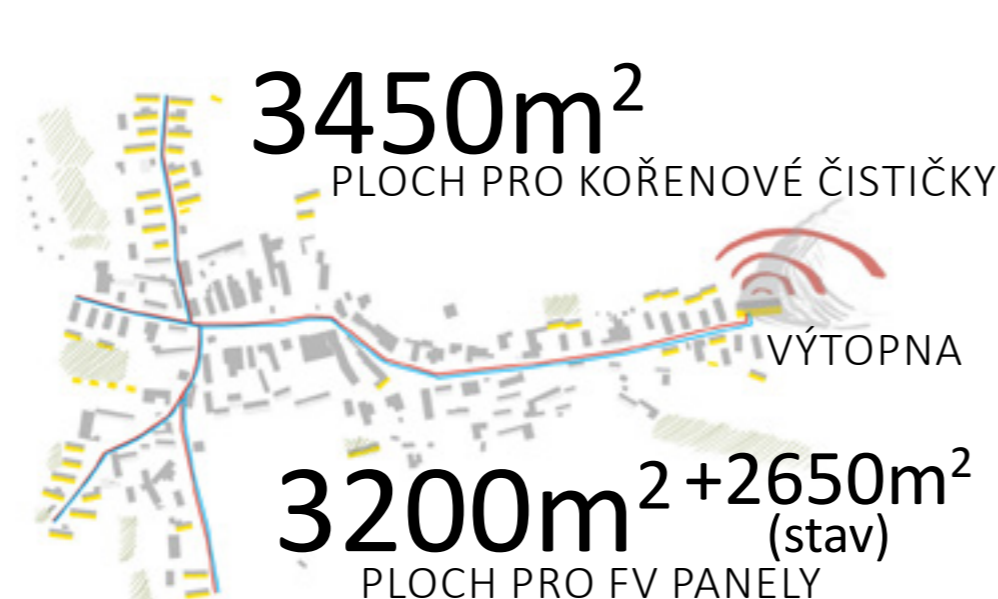 3450m²
PLOCH PRO KOŘENOVÉ ČISTIČKY
VÝTOPNA
3200m² +2650m²
(stav)
PLOCH PRO FV PANELY